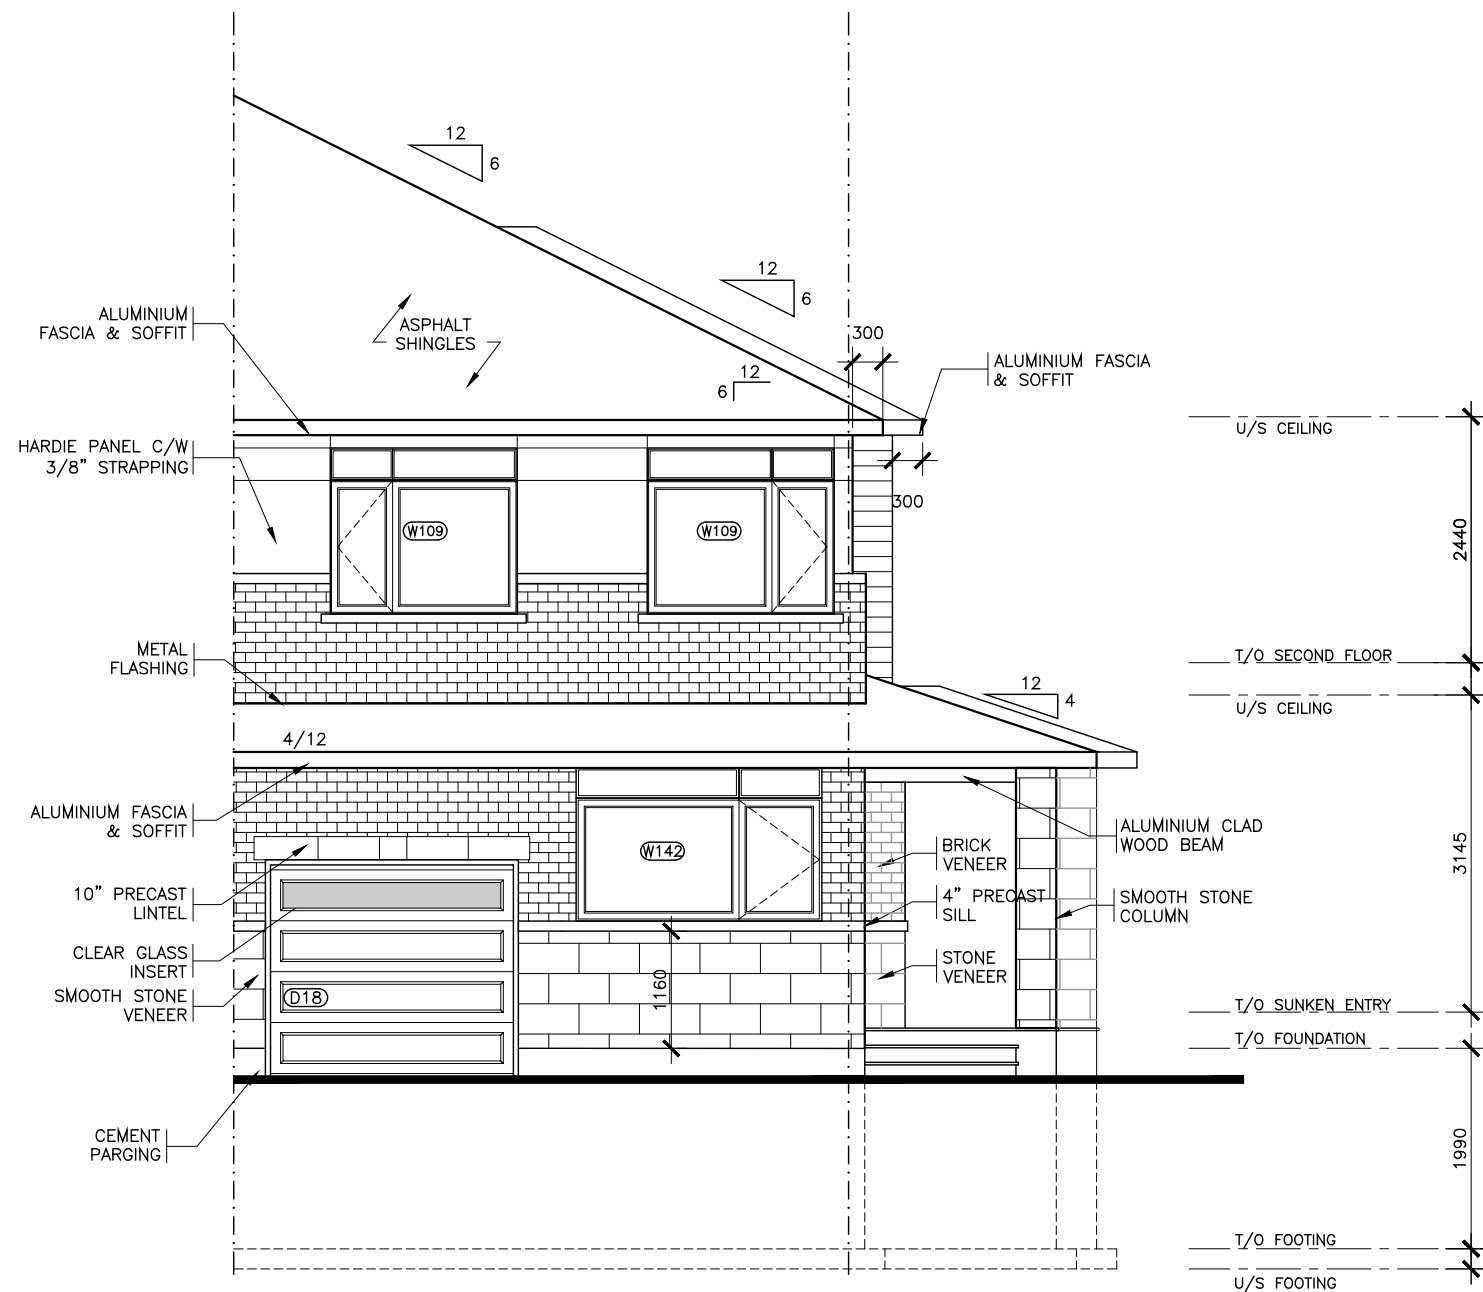 12
6
12
6
300
ALUMINIUM
FASCIA & SOFFIT
ASPHALT
SHINGLES
ALUMINIUM FASCIA
& SOFFIT
12
6
U/S CEILING
HARDIE PANEL C/W
3/8" STRAPPING
300
W109
W109
2440
METAL
FLASHING
T/O SECOND FLOOR
12
4
U/S CEILING
4/12
ALUMINIUM FASCIA
& SOFFIT
W142
BRICK
VENEER
ALUMINIUM CLAD
WOOD BEAM
3145
10" PRECAST
LINTEL
4" PRECAST
SILL
SMOOTH STONE
COLUMN
CLEAR GLASS
INSERT
STONE
VENEER
SMOOTH STONE
VENEER
D18
1160
T/O SUNKEN ENTRY
T/O FOUNDATION
CEMENT
PARGING
1990
T/O FOOTING
U/S FOOTING